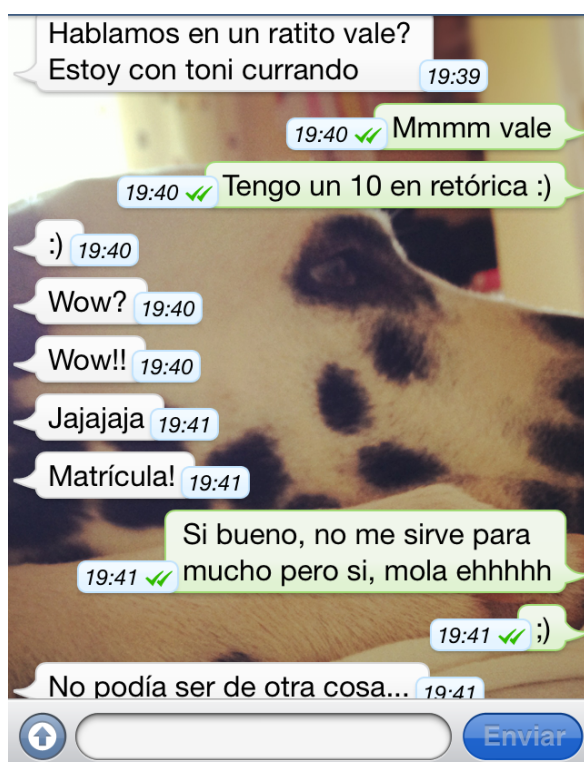 Hablamos en un ratito vale?
Estoy con toni currando 19:39
19:40 Mmmm vale
19:40 Tengo un 10 en retórica :)
:) 19:40
Wow? 19:40
Wow!! 19:40
Jajajaja 19:41
Matrícula! 19:41
Si bueno, no me sirve para
19:41 mucho pero si, mola ehhhhh
19:41 ;)
No podía ser de otra cosa... 19:41
Enviar